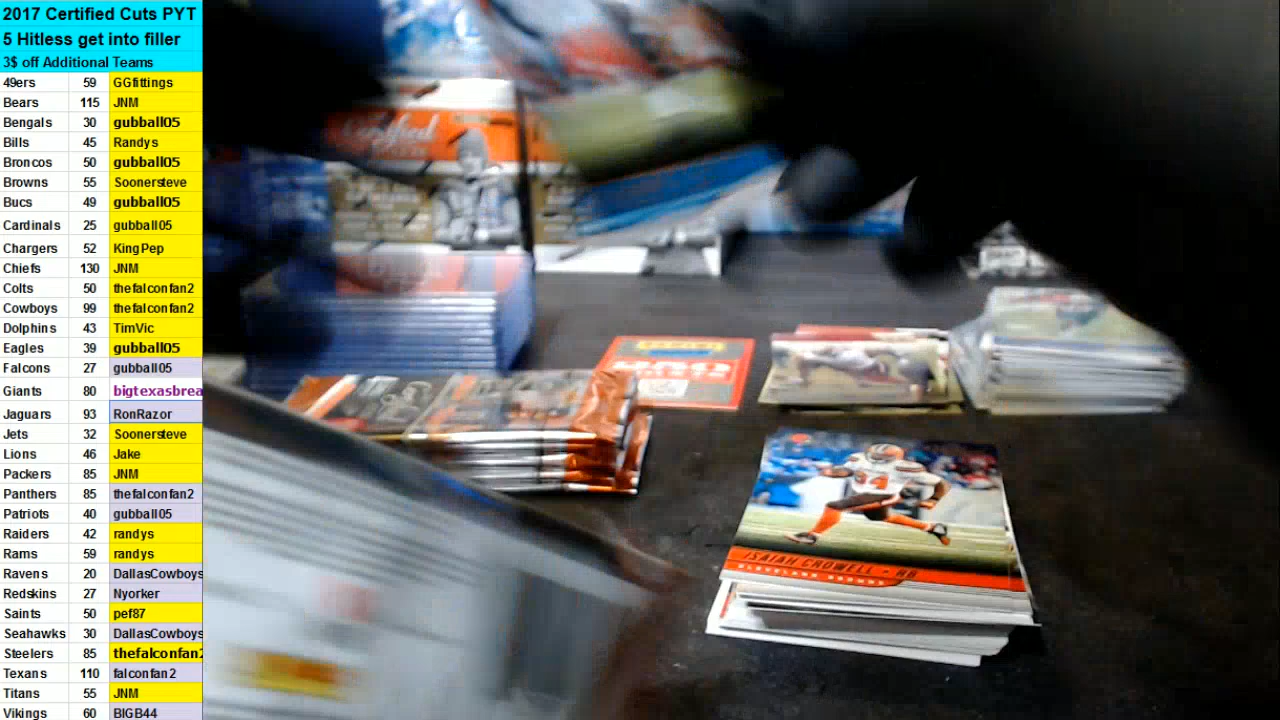 2017 Certified Cuts PYT
5 Hitless get into filler
3$ off Additional Teams
49ers 59 GGfittings
Bears 115 JNM
Bengals 30 gubball05
Bills 45 Randys
Broncos 50 gubball05
Browns 55 Soonersteve
Bucs 49 gubball05
Cardinals 25 gubball05
Chargers 52 KingPep
Chiefs 130 JNM
Colts 50 thefalconfan2
Cowboys 99 thefalconfan2
Dolphins 43 TimVic
Eagles 39 gubball05
Falcons 27 gubball05
Giants 80 bigtexasbrea
Jaguars 93 RonRazor
Jets 32 Soonersteve
Lions 46 Jake
Packers 85 JNM
Panthers 85 thefalconfan2
Patriots 40 gubball05
Raiders 42 randys
Rams 59 randys
Ravens 20 DallasCowboys
Redskins 27 Nyorker
Saints 50 pef87
Seahawks 30 DallasCowboys
Steelers 85 thefalconfan2
Texans 110 falconfan2
Titans 55 JNM
Vikings 60 BIGB44
Certified
PANINI
34
ISAIAH CROWELL - RB
CLEVELAND BROWNS